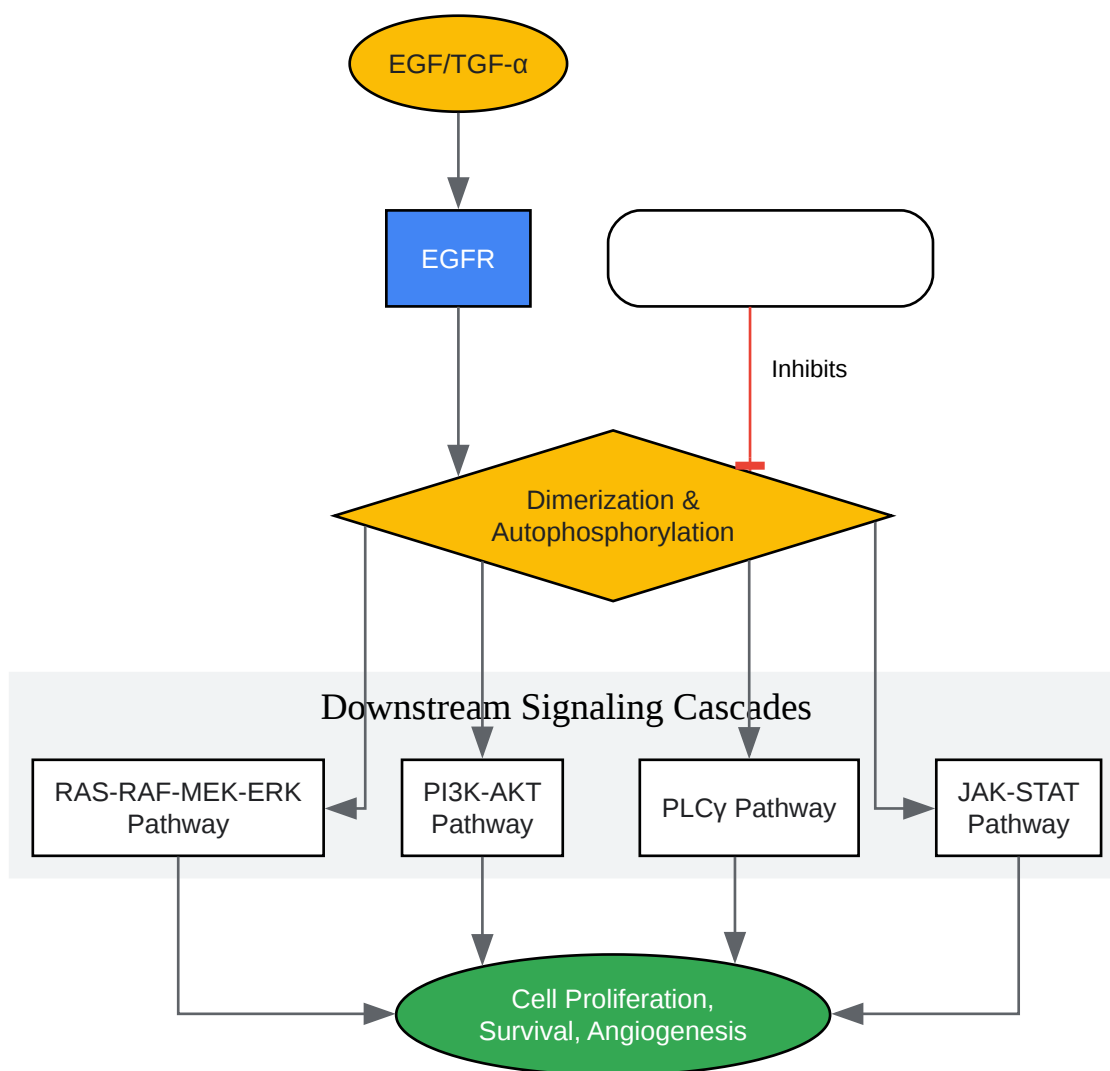 EGF/TGF-α
EGFR
Inhibits
Dimerization &
Autophosphorylation
Downstream Signaling Cascades
RAS-RAF-MEK-ERK
Pathway
PI3K-AKT
Pathway
PLCγ Pathway
JAK-STAT
Pathway
Cell Proliferation,
Survival, Angiogenesis